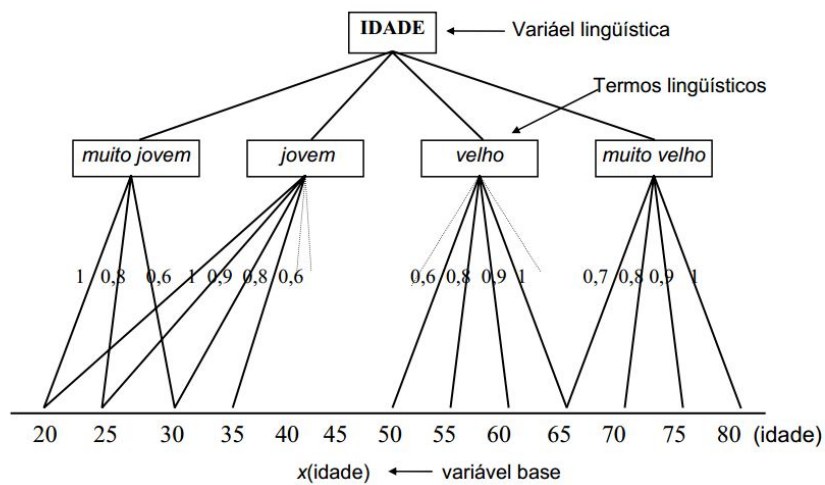 IDADE
Variáel lingüística
Termos lingüísticos
muito jovem
jovem
velho
muito velho
1 0,8 0,6 1 0,9 0,8 0,6 0,6 0,8 0,9 1 0,7 0,8 0,9 1
20 25 30 35 40 45 50 55 60 65 70 75 80 (idade)
x(idade) variável base